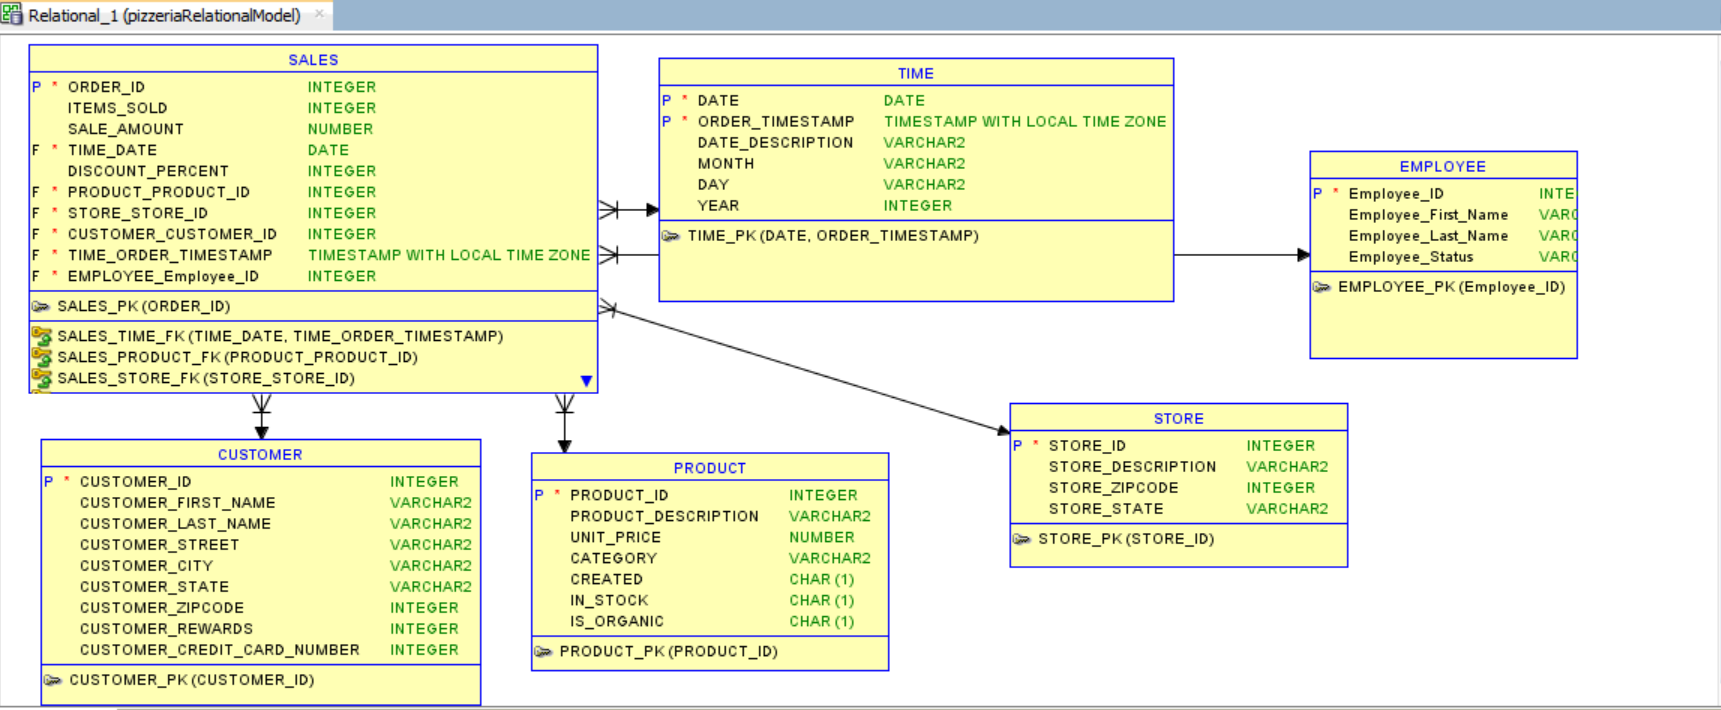 Relational_1 (pizzeriaRelationalModel)
SALES
P * ORDER_ID INTEGER
ITEMS_SOLD INTEGER
SALE_AMOUNT NUMBER
F * TIME_DATE DATE
DISCOUNT_PERCENT INTEGER
F * PRODUCT_PRODUCT_ID INTEGER
F * STORE_STORE_ID INTEGER
F * CUSTOMER_CUSTOMER_ID INTEGER
F * TIME_ORDER_TIMESTAMP TIMESTAMP WITH LOCAL TIME ZONE
F * EMPLOYEE_Employee_ID INTEGER
SALES_PK (ORDER_ID)
SALES_TIME_FK (TIME_DATE, TIME_ORDER_TIMESTAMP)
SALES_PRODUCT_FK (PRODUCT_PRODUCT_ID)
SALES_STORE_FK (STORE_STORE_ID)
TIME
P * DATE DATE
P * ORDER_TIMESTAMP TIMESTAMP WITH LOCAL TIME ZONE
DATE_DESCRIPTION VARCHAR2
MONTH VARCHAR2
DAY VARCHAR2
YEAR INTEGER
TIME_PK (DATE, ORDER_TIMESTAMP)
EMPLOYEE
P * Employee_ID INTE
Employee_First_Name VARC
Employee_Last_Name VARC
Employee_Status VARC
EMPLOYEE_PK (Employee_ID)
CUSTOMER
P * CUSTOMER_ID INTEGER
CUSTOMER_FIRST_NAME VARCHAR2
CUSTOMER_LAST_NAME VARCHAR2
CUSTOMER_STREET VARCHAR2
CUSTOMER_CITY VARCHAR2
CUSTOMER_STATE VARCHAR2
CUSTOMER_ZIPCODE INTEGER
CUSTOMER_REWARDS INTEGER
CUSTOMER_CREDIT_CARD_NUMBER INTEGER
CUSTOMER_PK (CUSTOMER_ID)
PRODUCT
P * PRODUCT_ID INTEGER
PRODUCT_DESCRIPTION VARCHAR2
UNIT_PRICE NUMBER
CATEGORY VARCHAR2
CREATED CHAR (1)
IN_STOCK CHAR (1)
IS_ORGANIC CHAR (1)
PRODUCT_PK (PRODUCT_ID)
STORE
P * STORE_ID INTEGER
STORE_DESCRIPTION VARCHAR2
STORE_ZIPCODE INTEGER
STORE_STATE VARCHAR2
STORE_PK (STORE_ID)